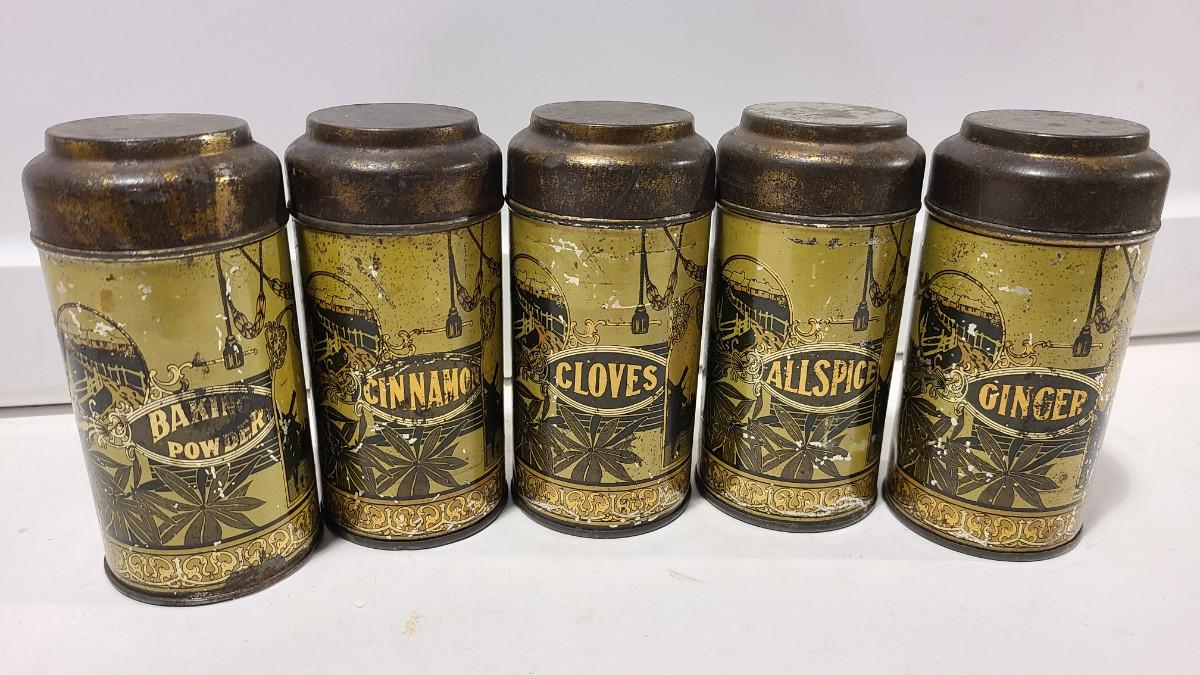 BAKING
POWDER
CINNAMO
CLOVES
ALLSPICE
GINGER